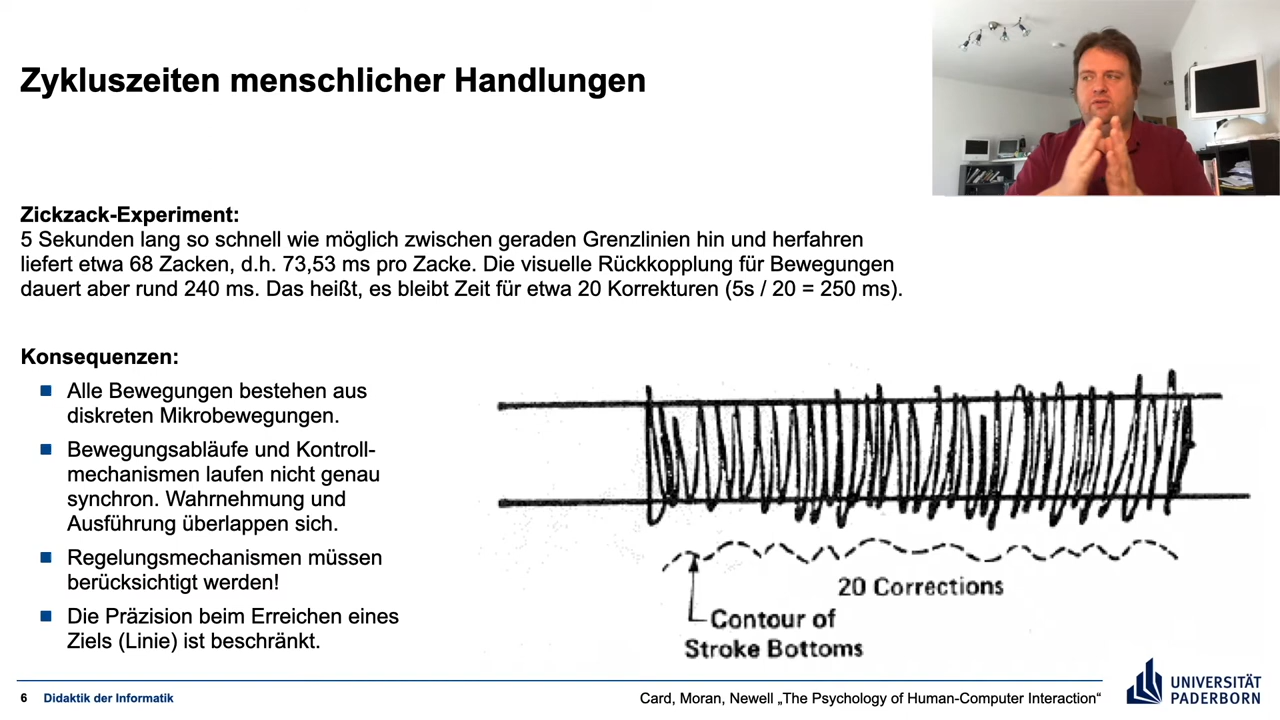 Zykluszeiten menschlicher Handlungen
Zickzack-Experiment:
5 Sekunden lang so schnell wie möglich zwischen geraden Grenzlinien hin und herfahren
liefert etwa 68 Zacken, d.h. 73,53 ms pro Zacke. Die visuelle Rückkopplung für Bewegungen
dauert aber rund 240 ms. Das heißt, es bleibt Zeit für etwa 20 Korrekturen (5s / 20 = 250 ms).
Konsequenzen:
Alle Bewegungen bestehen aus
diskreten Mikrobewegungen.
Bewegungsabläufe und Kontroll-
mechanismen laufen nicht genau
synchron. Wahrnehmung und
Ausführung überlappen sich.
Regelungsmechanismen müssen
berücksichtigt werden!
Die Präzision beim Erreichen eines
Ziels (Linie) ist beschränkt.
20 Corrections
Contour of
Stroke Bottoms
6 Didaktik der Informatik
Card, Moran, Newell „The Psychology of Human-Computer Interaction“
UNIVERSITÄT
PADERBORN